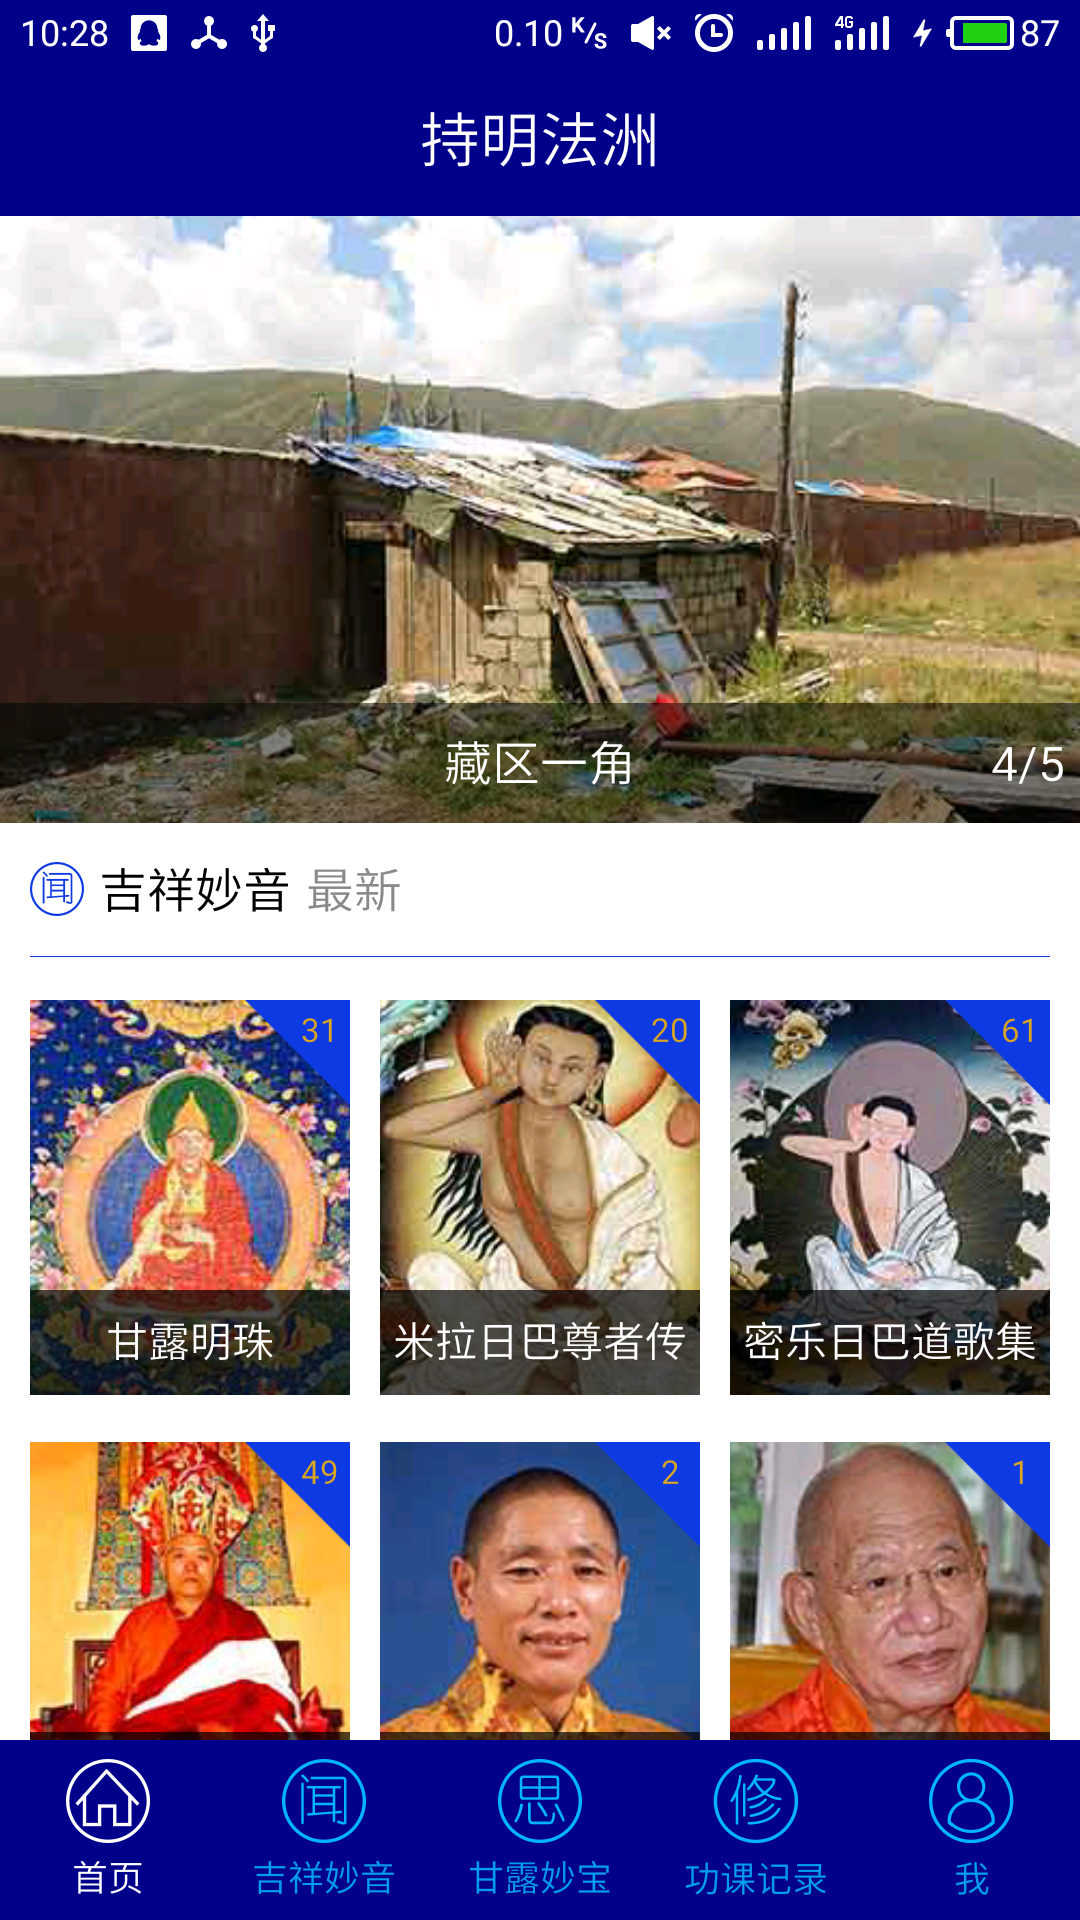 10:28 0.10 K/s 4G 87
持明法洲
藏区一角 4/5
闻 吉祥妙音 最新
31 20 61
甘露明珠 米拉日巴尊者传 密乐日巴道歌集
49 2 1
闻 思 修
首页 吉祥妙音 甘露妙宝 功课记录 我